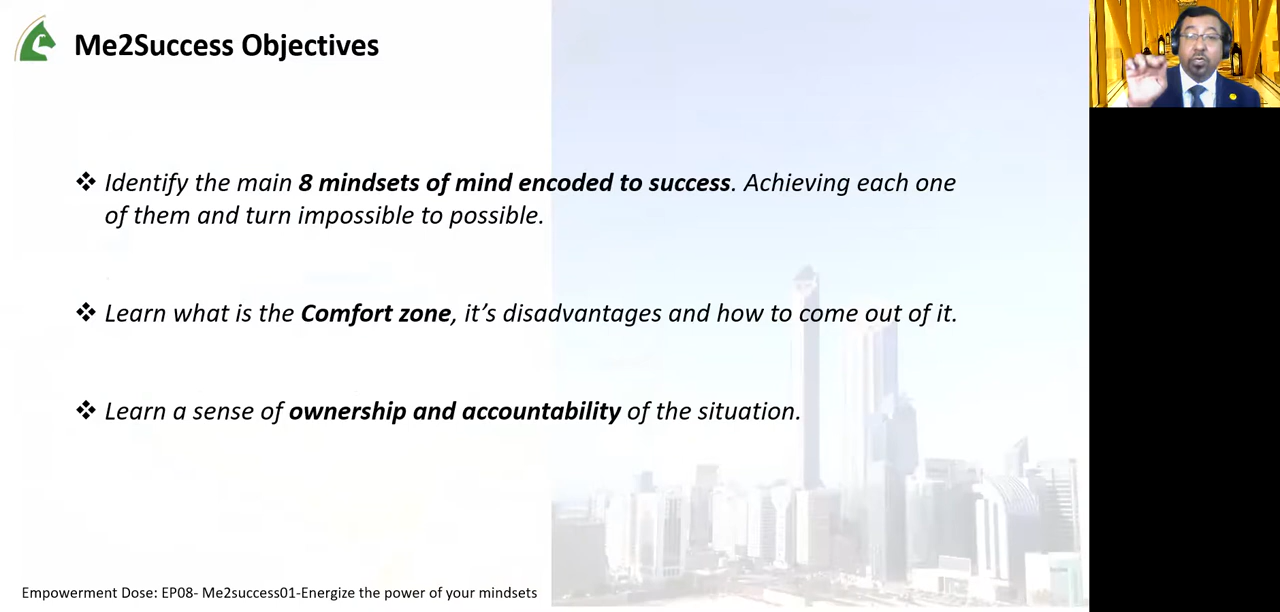 Me2Success Objectives
❖ Identify the main 8 mindsets of mind encoded to success. Achieving each one
of them and turn impossible to possible.
❖ Learn what is the Comfort zone, it’s disadvantages and how to come out of it.
❖ Learn a sense of ownership and accountability of the situation.
Empowerment Dose: EP08- Me2success01-Energize the power of your mindsets